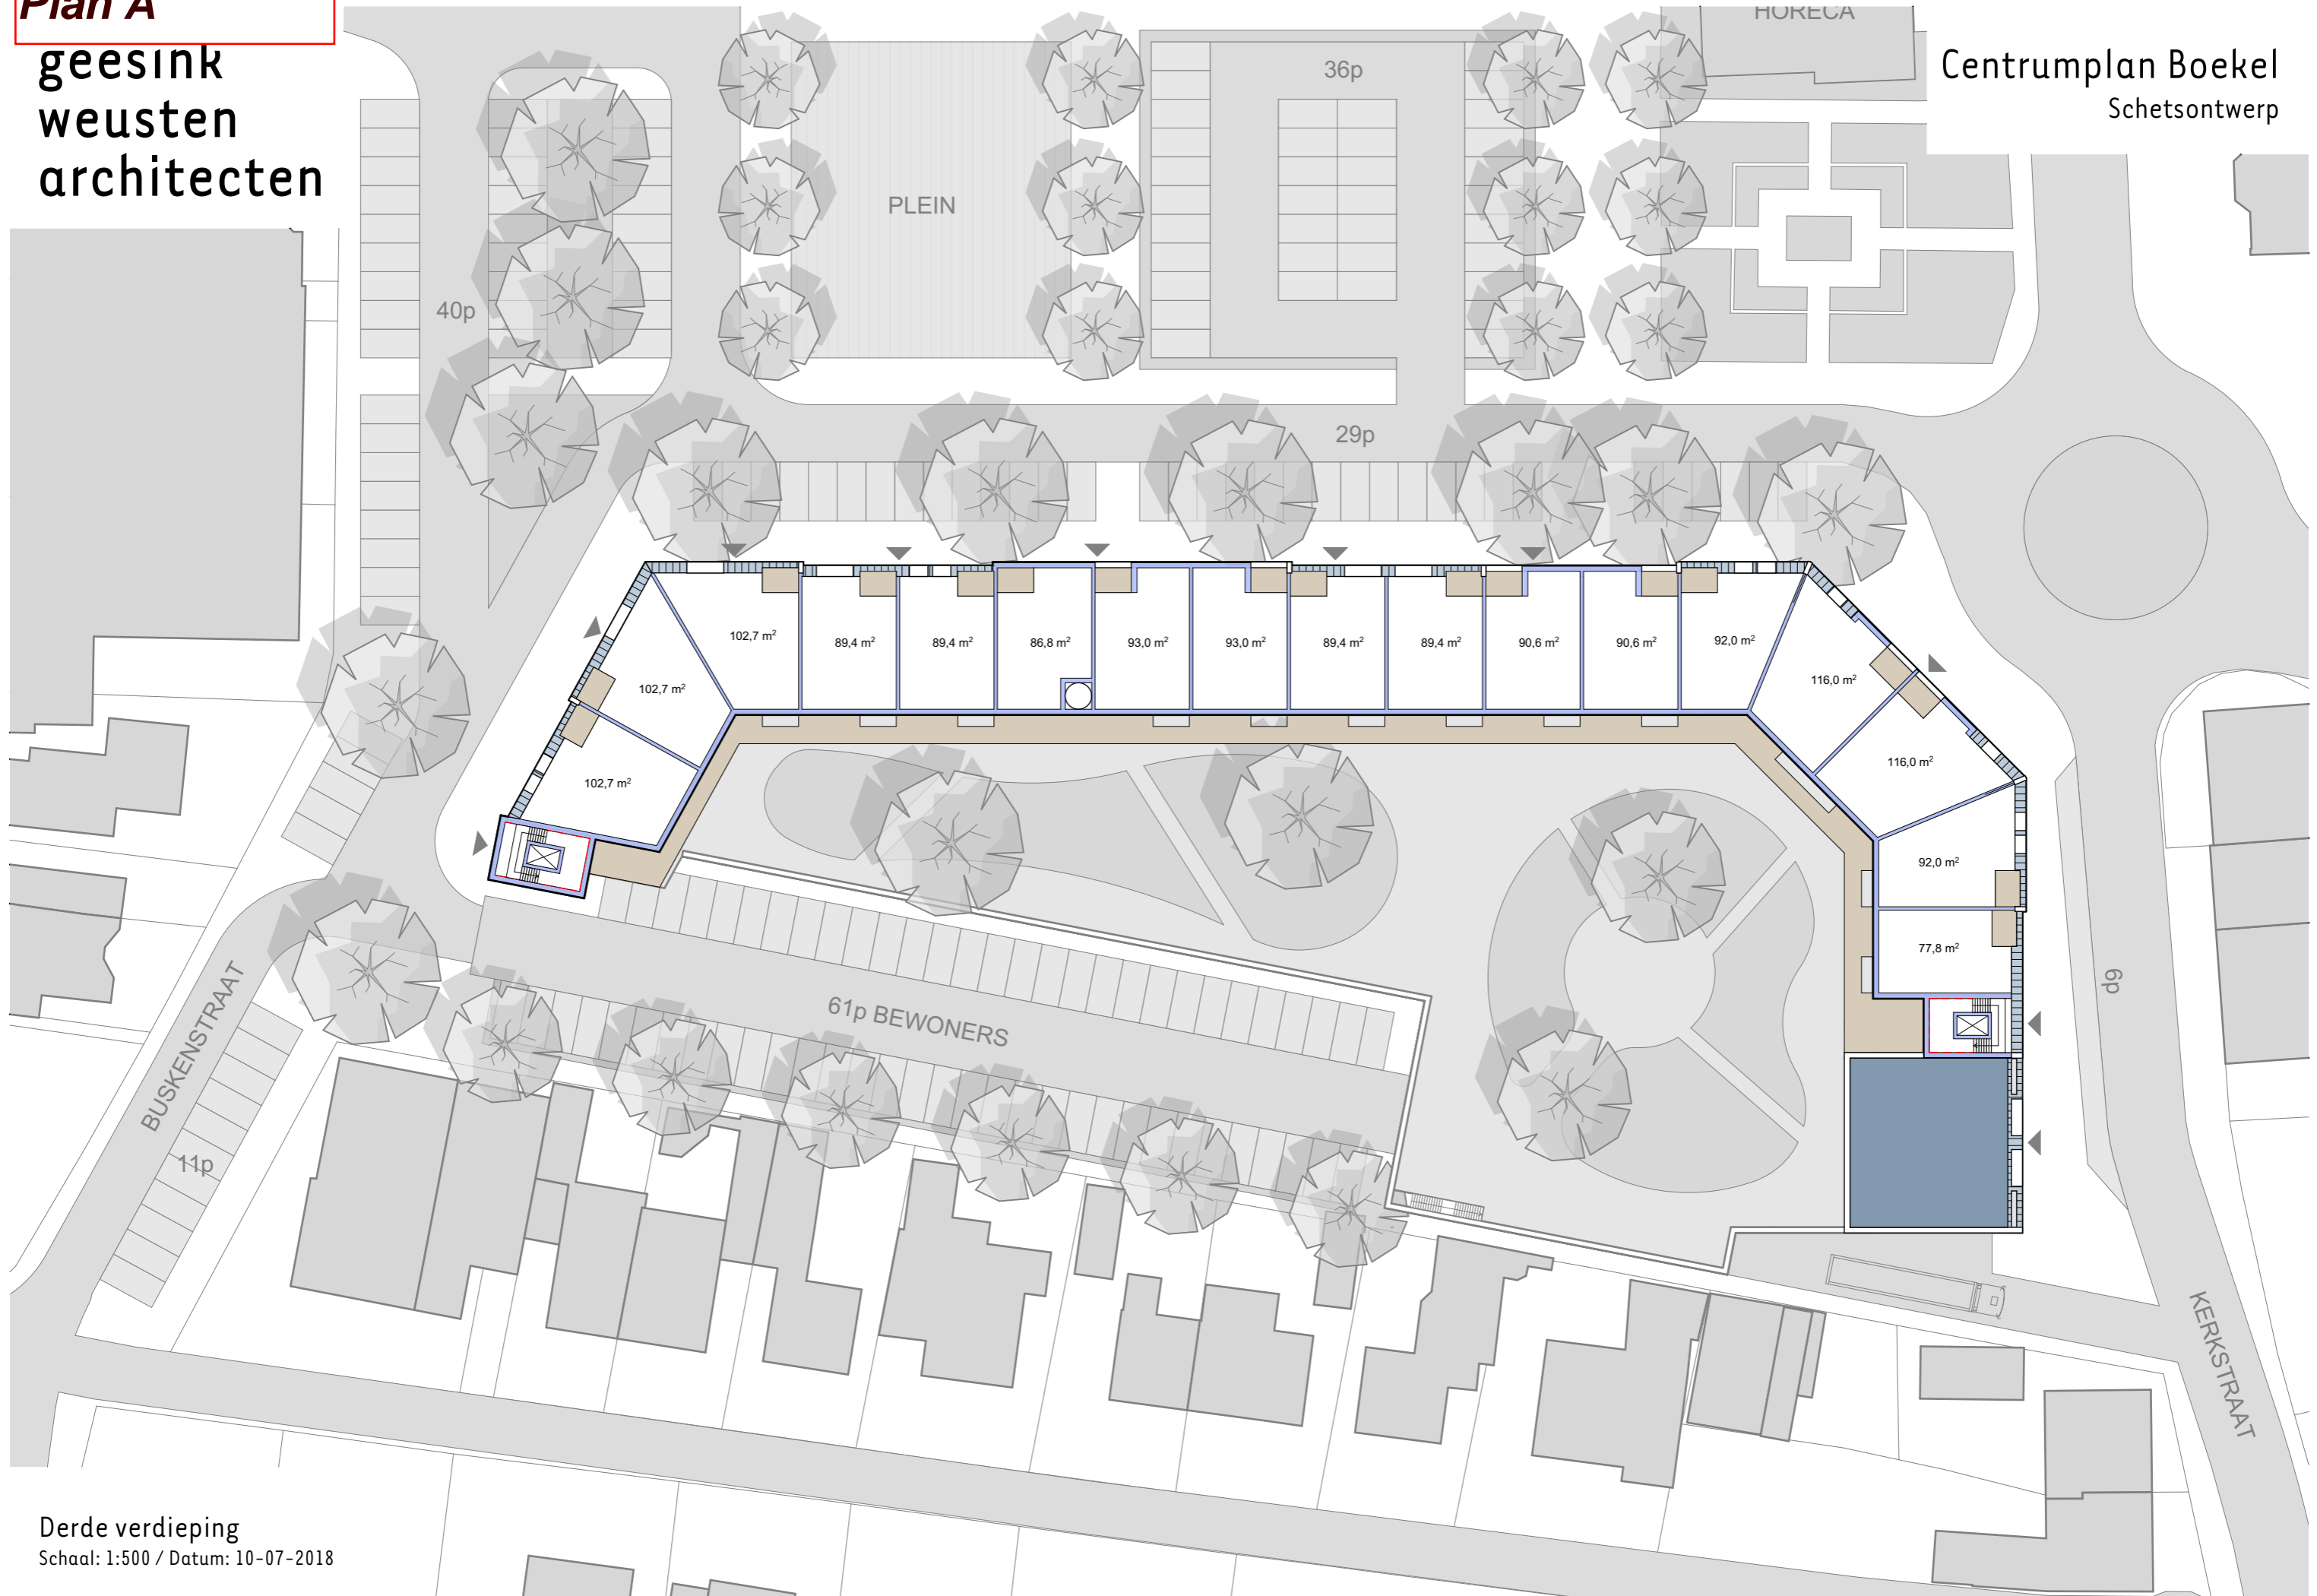 Plan A
geesink
weusten
architecten
Centrumplan Boekel
Schetsontwerp
HORECA
36p
PLEIN
40p
29p
102,7 m²
89,4 m²
89,4 m²
86,8 m²
93,0 m²
93,0 m²
89,4 m²
89,4 m²
90,6 m²
90,6 m²
92,0 m²
102,7 m²
116,0 m²
102,7 m²
116,0 m²
92,0 m²
77,8 m²
6p
61p BEWONERS
BUSKENSTRAAT
11p
KERKSTRAAT
Derde verdieping
Schaal: 1:500 / Datum: 10-07-2018